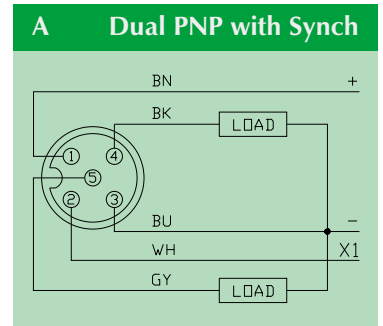 A Dual PNP with Synch
BN +
BK
LOAD
1 4
5
2 3
BU −
WH X1
GY
LOAD